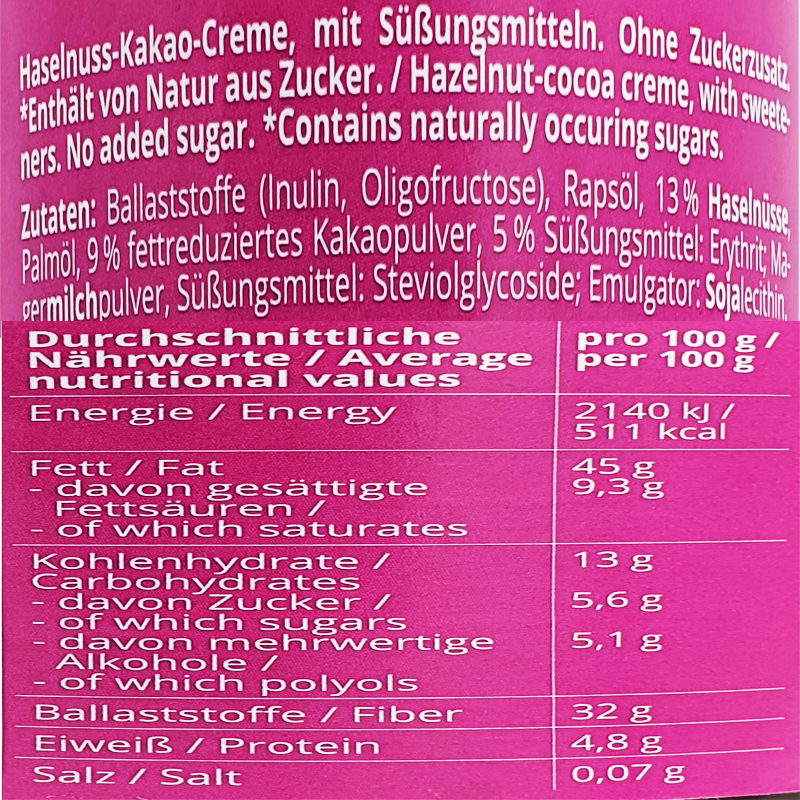 Haselnuss-Kakao-Creme, mit Süßungsmitteln. Ohne Zuckerzusatz.
*Enthält von Natur aus Zucker. / Hazelnut-cocoa creme, with sweete-
ners. No added sugar. *Contains naturally occuring sugars.
Zutaten: Ballaststoffe (Inulin, Oligofructose), Rapsöl, 13 % Haselnüsse,
Palmöl, 9 % fettreduziertes Kakaopulver, 5 % Süßungsmittel: Erythrit; Ma-
germilchpulver, Süßungsmittel: Steviolglycoside; Emulgator: Sojalecithin.
Durchschnittliche pro 100 g /
Nährwerte / Average per 100 g
nutritional values
Energie / Energy 2140 kJ /
511 kcal
Fett / Fat 45 g
- davon gesättigte 9,3 g
Fettsäuren /
- of which saturates
Kohlenhydrate / 13 g
Carbohydrates
- davon Zucker / 5,6 g
- of which sugars
- davon mehrwertige 5,1 g
Alkohole /
- of which polyols
Ballaststoffe / Fiber 32 g
Eiweiß / Protein 4,8 g
Salz / Salt 0,07 g